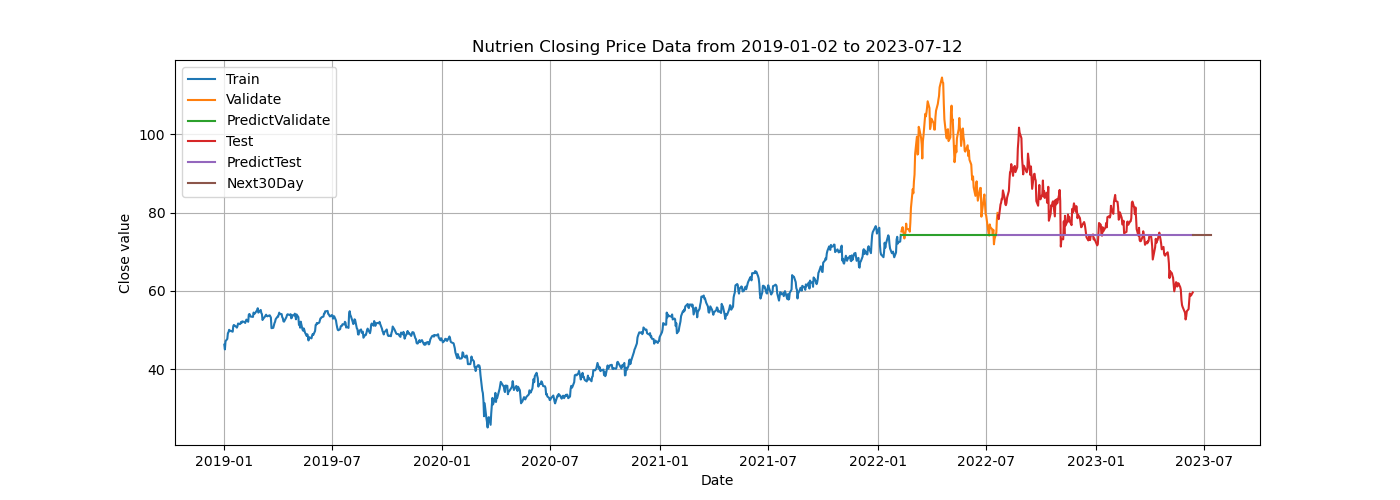 Nutrien Closing Price Data from 2019-01-02 to 2023-07-12
Train
Validate
PredictValidate
Test
PredictTest
Next30Day
100
80
60
40
Close value
2019-01 2019-07 2020-01 2020-07 2021-01 2021-07 2022-01 2022-07 2023-01 2023-07
Date